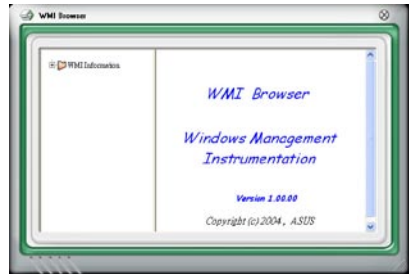 WMI Browser
WMI Information
WMI Browser
Windows Management
Instrumentation
Version 1.00.00
Copyright (c) 2004, ASUS